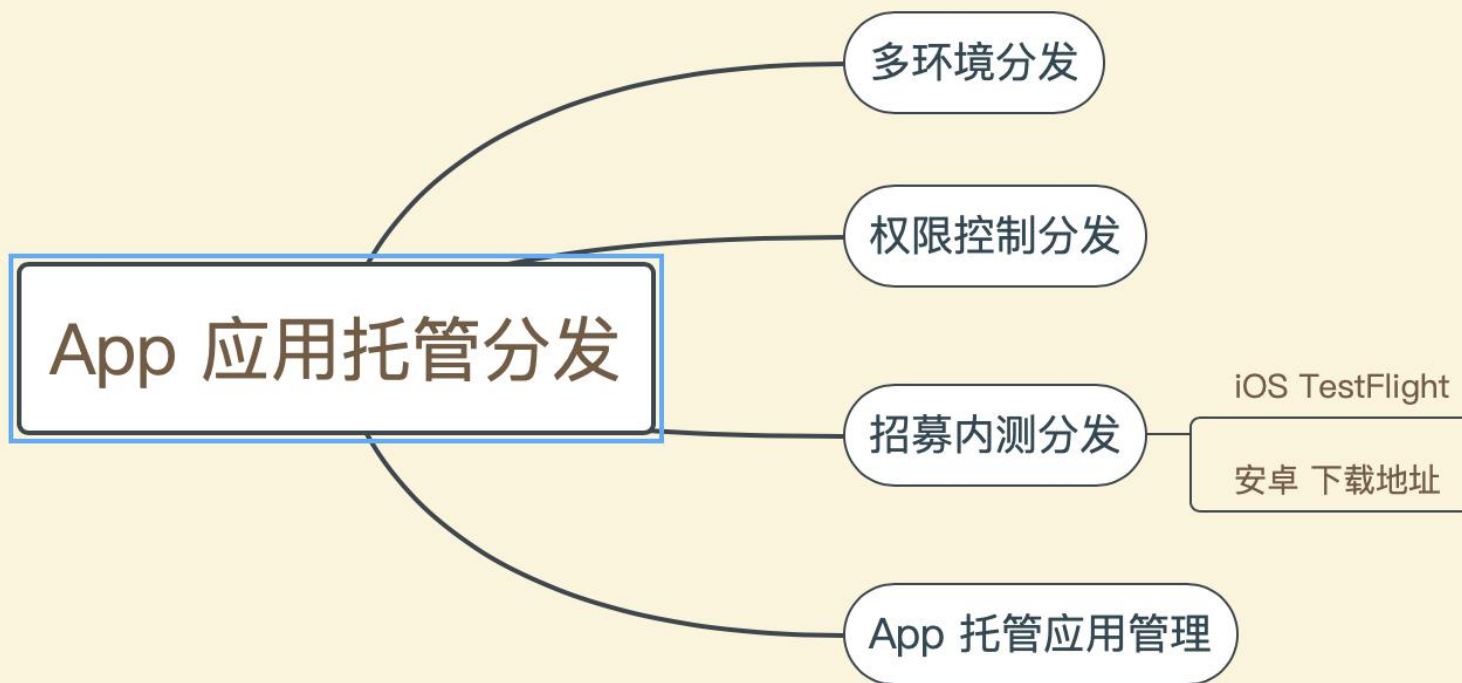 多环境分发
权限控制分发
App 应用托管分发
招募内测分发
iOS TestFlight
安卓 下载地址
App 托管应用管理